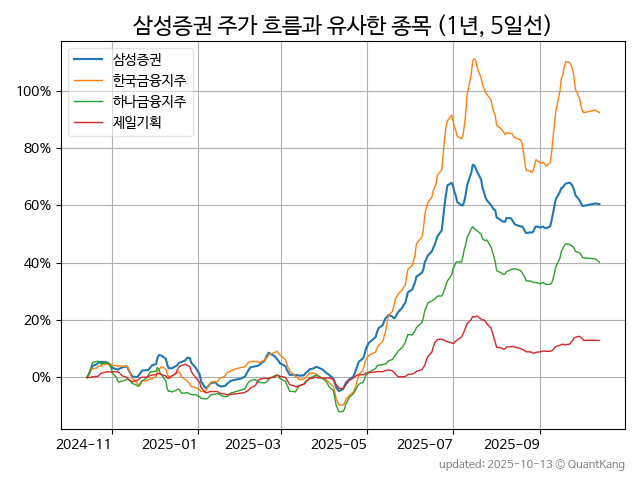 삼성증권 주가 흐름과 유사한 종목 (1년, 5일선)
삼성증권
한국금융지주
하나금융지주
제일기획
100%
80%
60%
40%
20%
0%
2024-11
2025-01
2025-03
2025-05
2025-07
2025-09
updated: 2025-10-13 ⓒ QuantKang